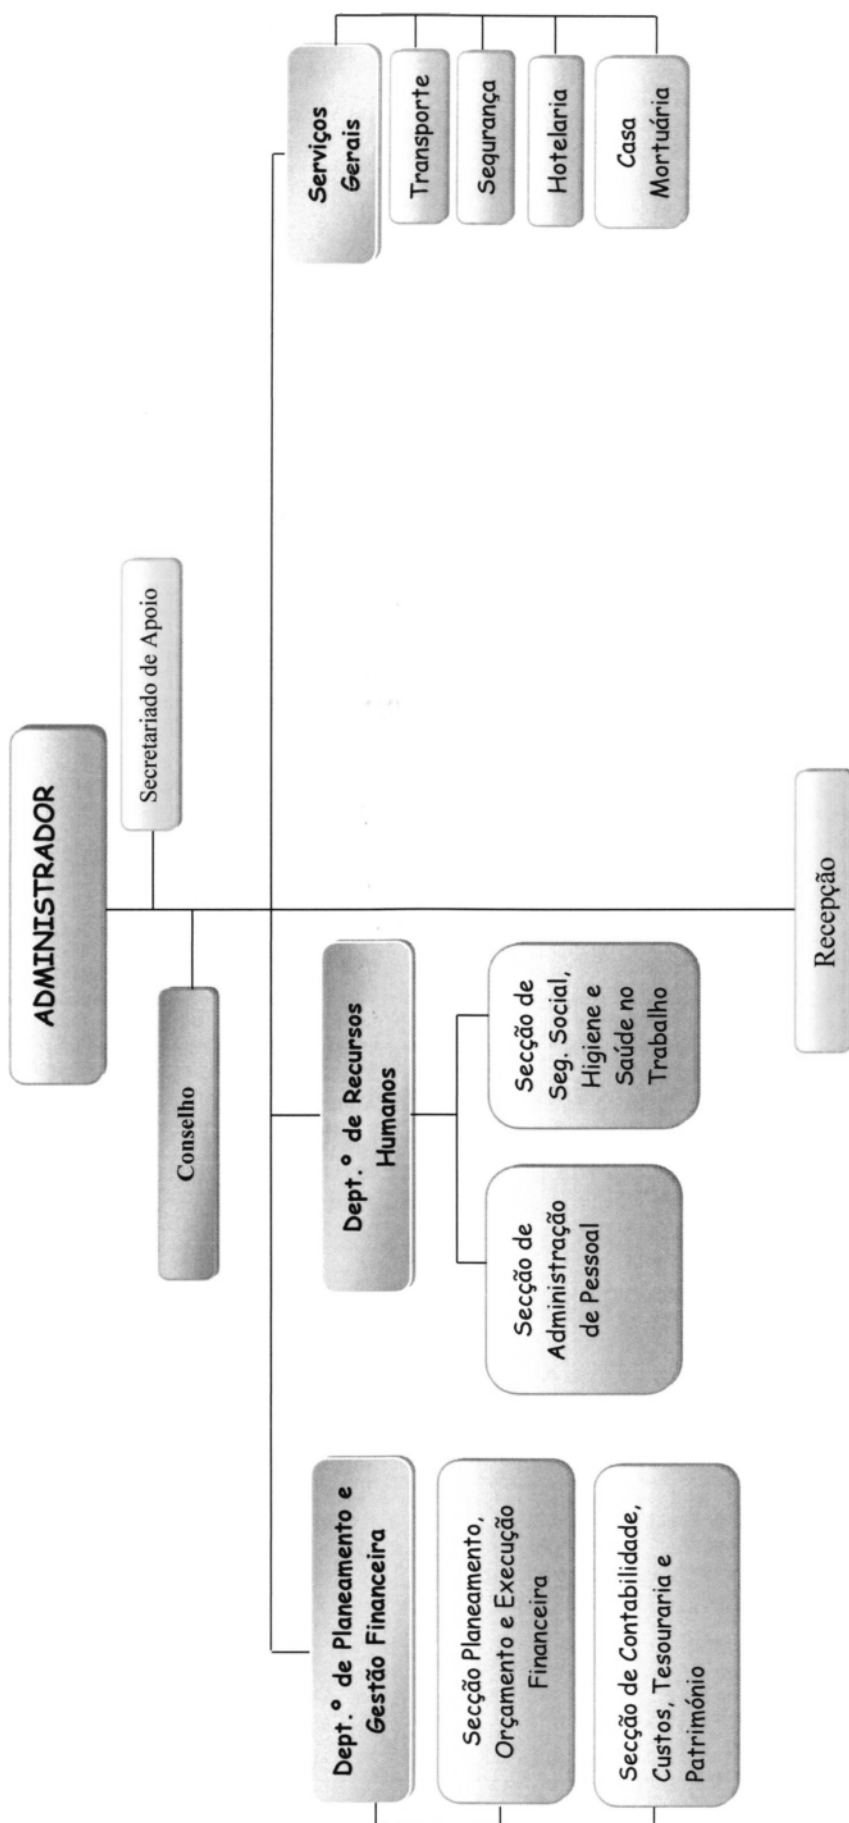 ADMINISTRADOR
Secretariado de Apoio
Conselho
Dept.º de Planeamento e
Gestão Financeira
Secção Planeamento,
Orçamento e Execução
Financeira
Secção de Contabilidade,
Custos, Tesouraria e
Património
Dept.º de Recursos
Humanos
Secção de
Administração
de Pessoal
Secção de
Seg. Social,
Higiene e
Saúde no
Trabalho
Serviços
Gerais
Transporte
Segurança
Hotelaria
Casa
Mortuária
Recepção